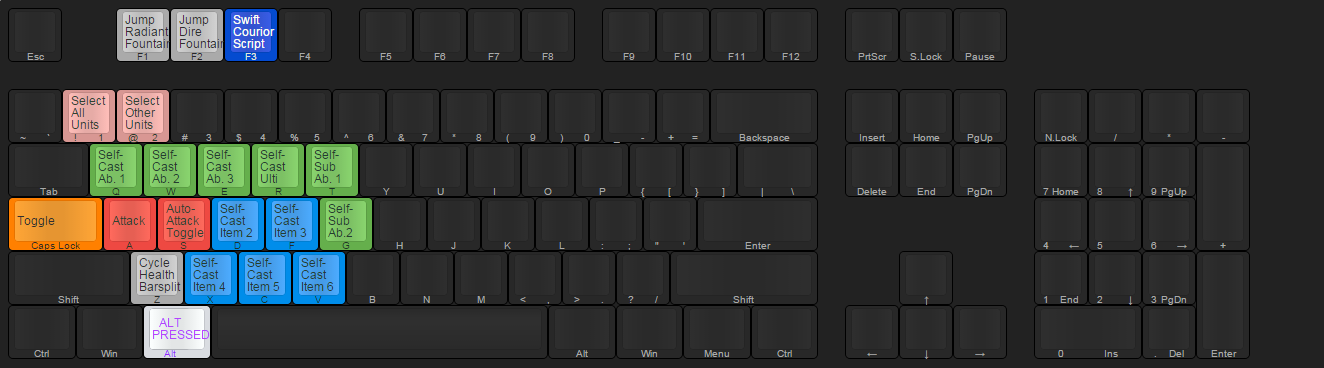 Jump Radiant Fountain
Jump Dire Fountain
Swift Courior Script
Esc F1 F2 F3 F4 F5 F6 F7 F8 F9 F10 F11 F12 PrtScr S.Lock Pause
Select All Units
Select Other Units
~ ` ! 1 @ 2 # 3 $ 4 % 5 ^ 6 & 7 * 8 ( 9 ) 0 _ - + = Backspace Insert Home PgUp N.Lock / * -
Self-Cast Ab. 1
Self-Cast Ab. 2
Self-Cast Ab. 3
Self-Cast Ulti
Self-Sub Ab. 1
Tab Q W E R T Y U I O P { [ } ] | \ Delete End PgDn 7 Home 8 ↑ 9 PgUp
Toggle
Attack
Auto-Attack Toggle
Self-Cast Item 2
Self-Cast Item 3
Self-Sub Ab.2
Caps Lock A S D F G H J K L : ; " ' Enter 4 ← 5 6 → +
Cycle Health Barsplit
Self-Cast Item 4
Self-Cast Item 5
Self-Cast Item 6
Shift Z X C V B N M < , > . ? / Shift ↑ 1 End 2 ↓ 3 PgDn
ALT PRESSED
Ctrl Win Alt Alt Win Menu Ctrl ← ↓ → 0 Ins . Del Enter